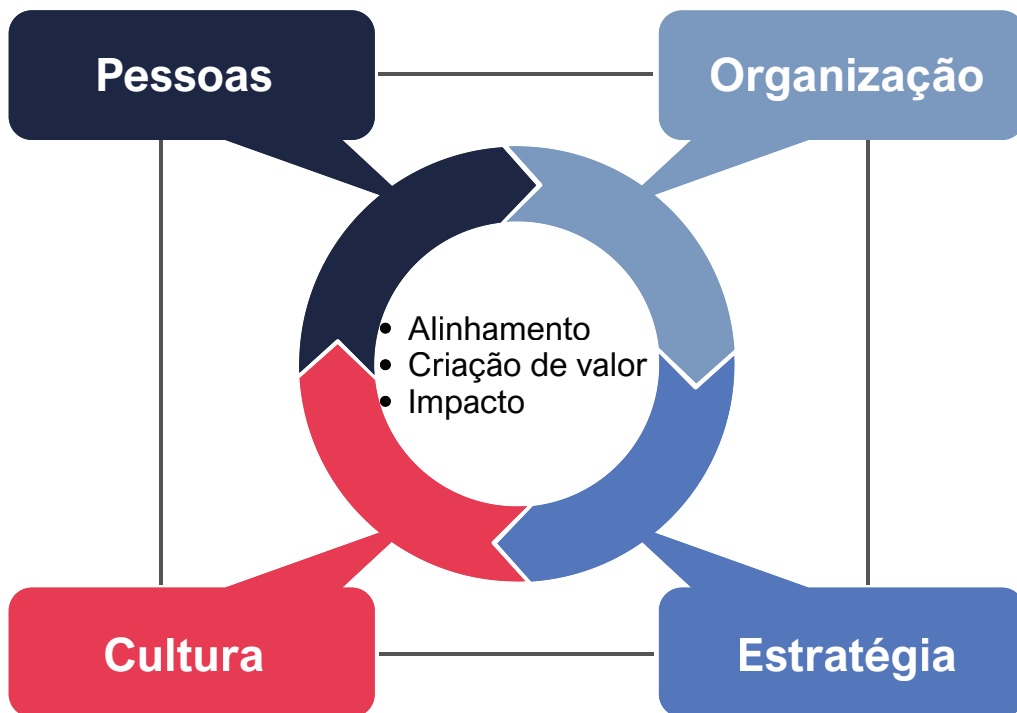 Pessoas
Organização
• Alinhamento
• Criação de valor
• Impacto
Cultura
Estratégia